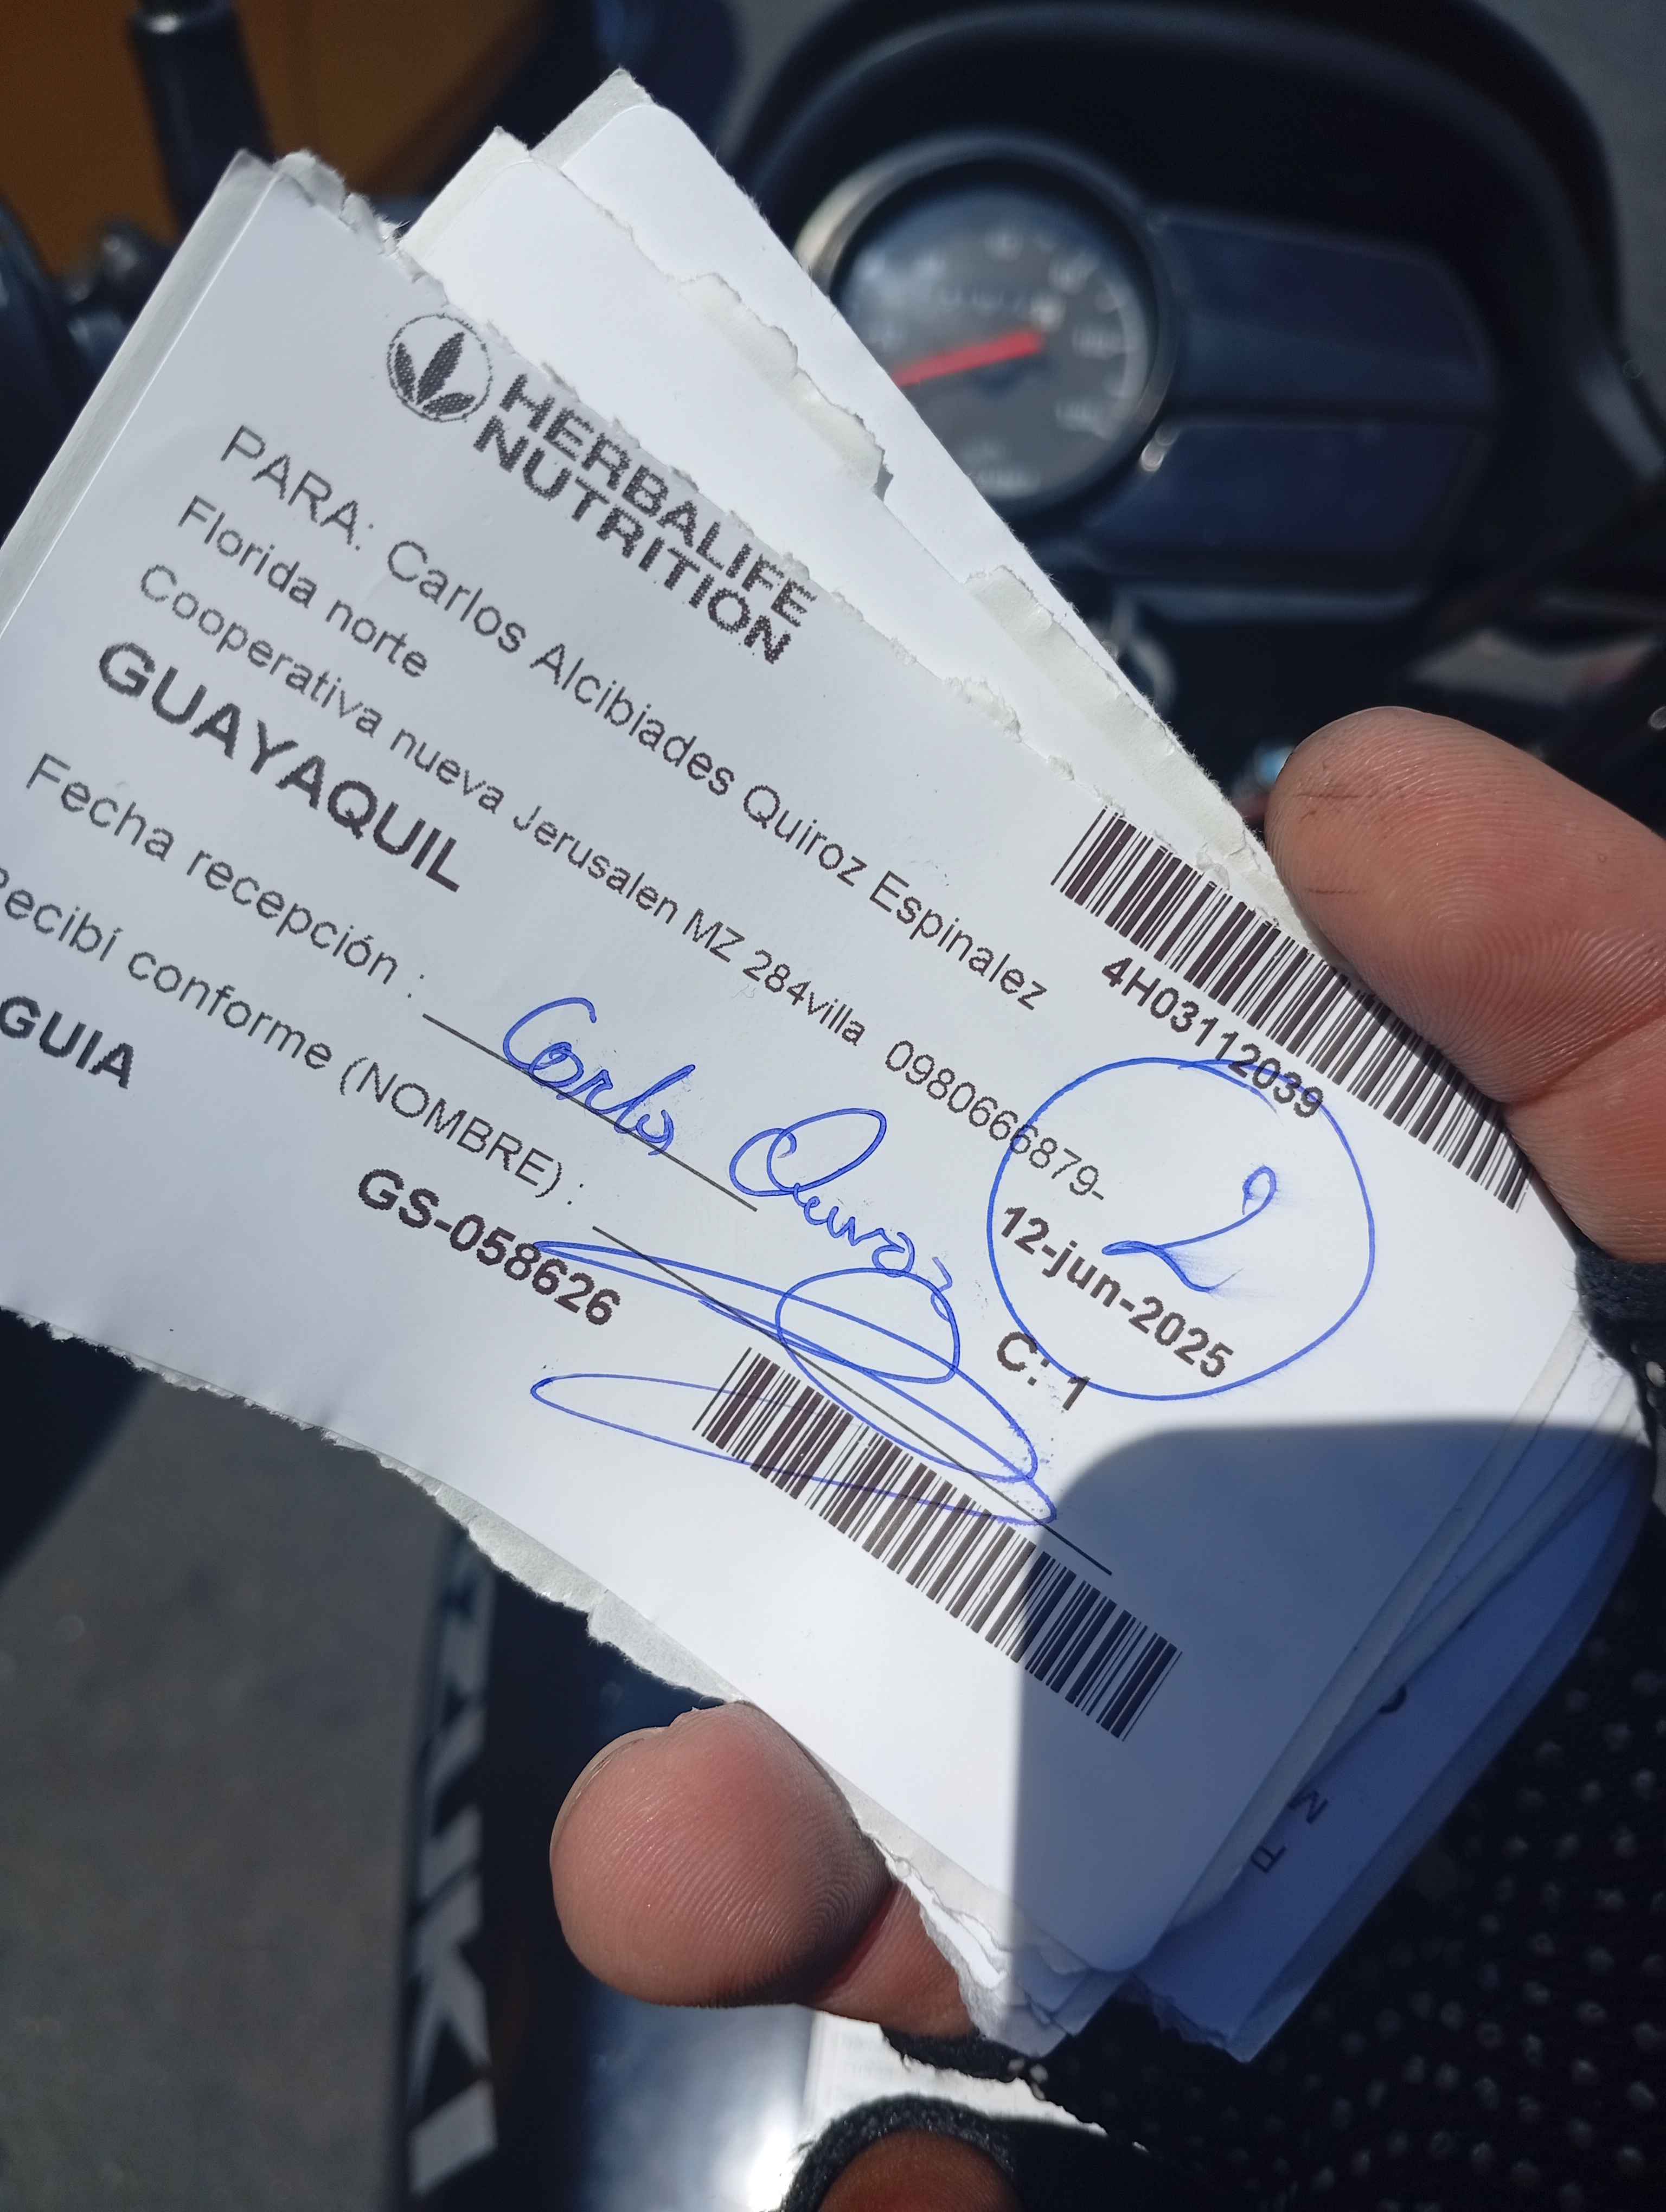 HERBALIFE
NUTRITION
4H03112039
PARA: Carlos Alcibiades Quiroz Espinalez
Florida norte
Cooperativa nueva Jerusalen MZ 284villa 0980666879-
GUAYAQUIL
12-jun-2025
2
Fecha recepción :
C: 1
Recibí conforme (NOMBRE) :
Carlos Quiroz
GUIA
GS-058626